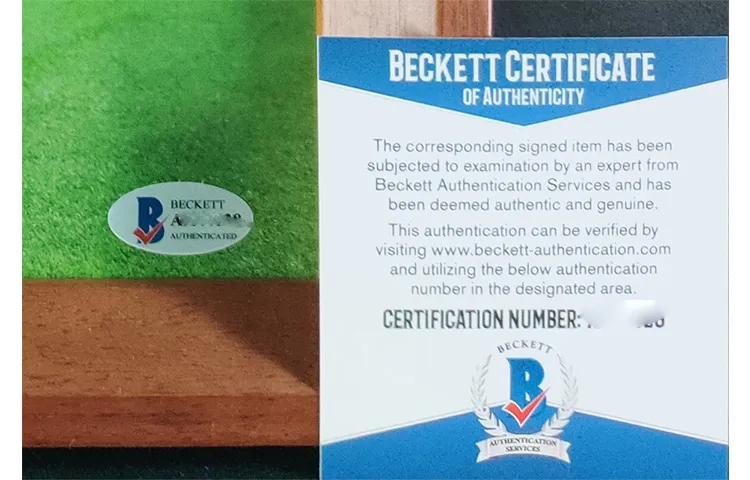 BECKETT
AUTHENTICATED
BECKETT CERTIFICATE
OF AUTHENTICITY
The corresponding signed item has been
subjected to examination by an expert from
Beckett Authentication Services and has
been deemed authentic and genuine.
This authentication can be verified by
visiting www.beckett-authentication.com
and utilizing the below authentication
number in the designated area.
CERTIFICATION NUMBER:
BECKETT
B
AUTHENTICATION
SERVICES